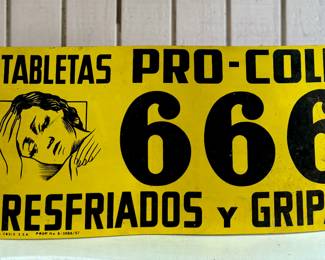 TABLETAS PRO-COL
666
RESFRIADOS Y GRIP